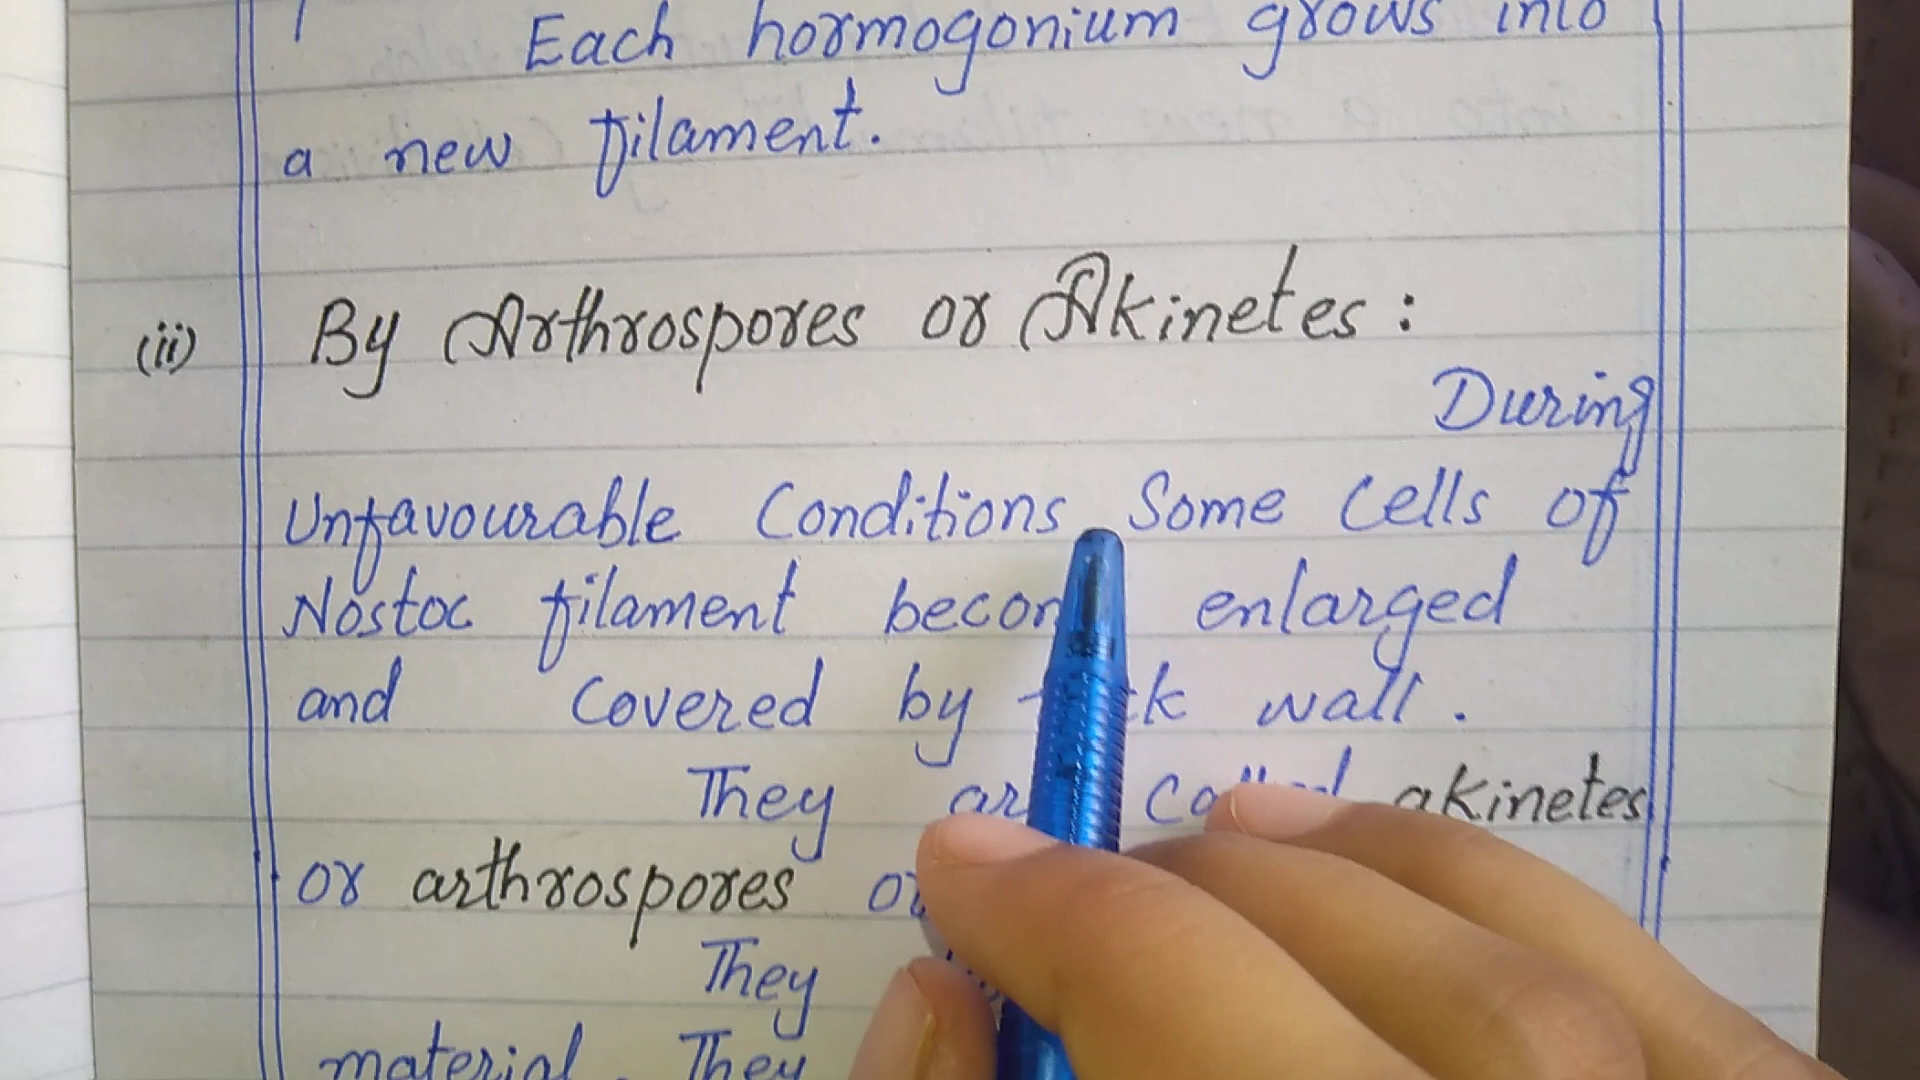 Each hormogonium grows into
a new filament.
(ii) By Arthrospores or Akinetes:
During
Unfavourable Conditions Some Cells of
Nostoc filament enlarged
and Covered by wall.
They akinetes
or arthrospores
They
material. They